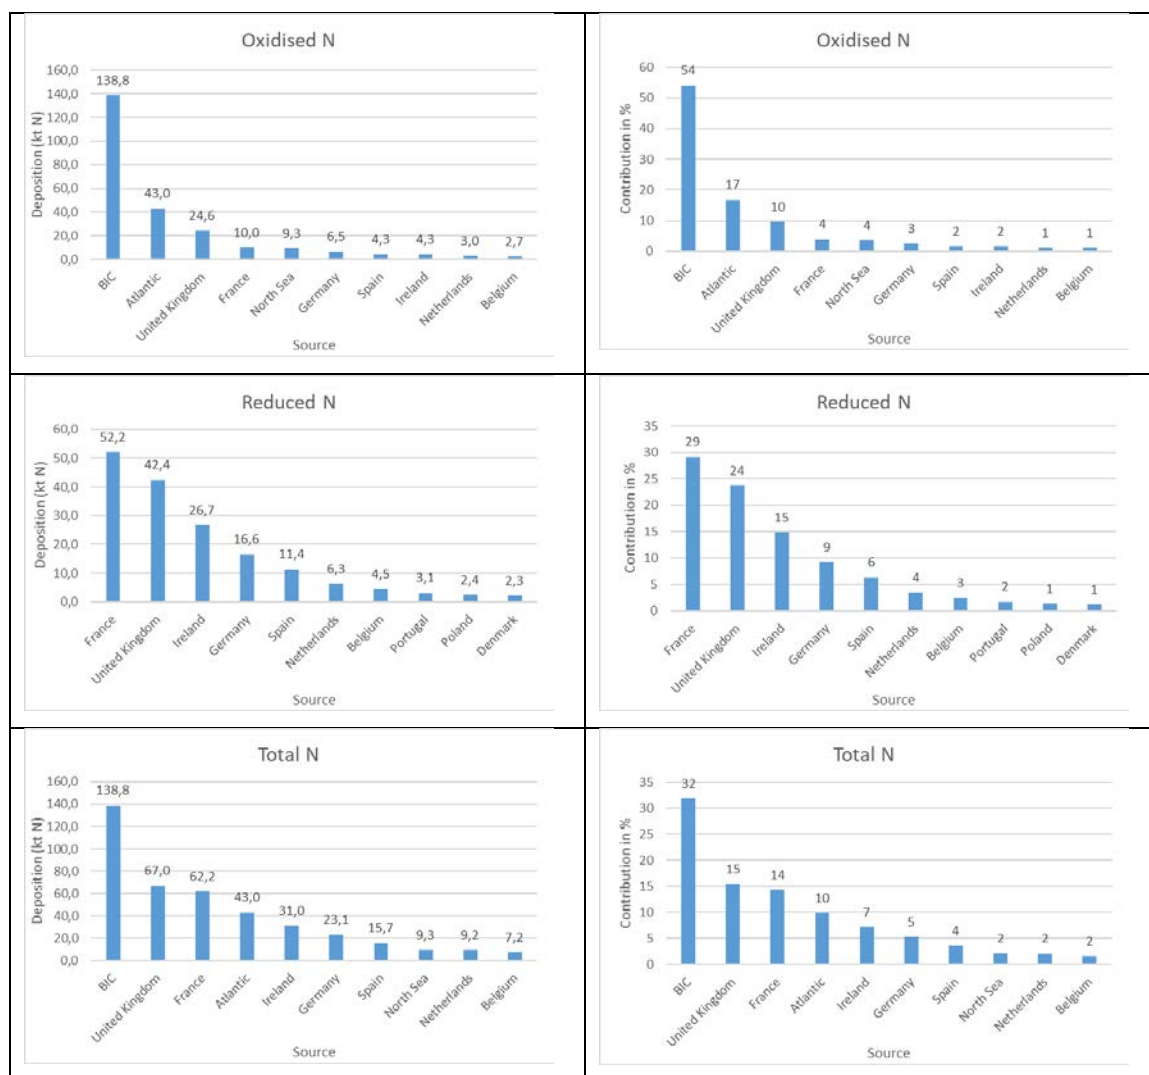 Oxidised N
Deposition (kt N)
160,0
140,0
120,0
100,0
80,0
60,0
40,0
20,0
0,0
138,8
43,0
24,6
10,0
9,3
6,5
4,3
4,3
3,0
2,7
BIC
Atlantic
United Kingdom
France
North Sea
Germany
Spain
Ireland
Netherlands
Belgium
Source
Oxidised N
Contribution in %
60
50
40
30
20
10
0
54
17
10
4
4
3
2
2
1
1
BIC
Atlantic
United Kingdom
France
North Sea
Germany
Spain
Ireland
Netherlands
Belgium
Source
Reduced N
Deposition (kt N)
60,0
50,0
40,0
30,0
20,0
10,0
0,0
52,2
42,4
26,7
16,6
11,4
6,3
4,5
3,1
2,4
2,3
France
United Kingdom
Ireland
Germany
Spain
Netherlands
Belgium
Portugal
Poland
Denmark
Source
Reduced N
Contribution in %
35
30
25
20
15
10
5
0
29
24
15
9
6
4
3
2
1
1
France
United Kingdom
Ireland
Germany
Spain
Netherlands
Belgium
Portugal
Poland
Denmark
Source
Total N
Deposition (kt N)
160,0
140,0
120,0
100,0
80,0
60,0
40,0
20,0
0,0
138,8
67,0
62,2
43,0
31,0
23,1
15,7
9,3
9,2
7,2
BIC
United Kingdom
France
Atlantic
Ireland
Germany
Spain
North Sea
Netherlands
Belgium
Source
Total N
Contribution in %
35
30
25
20
15
10
5
0
32
15
14
10
7
5
4
2
2
2
BIC
United Kingdom
France
Atlantic
Ireland
Germany
Spain
North Sea
Netherlands
Belgium
Source